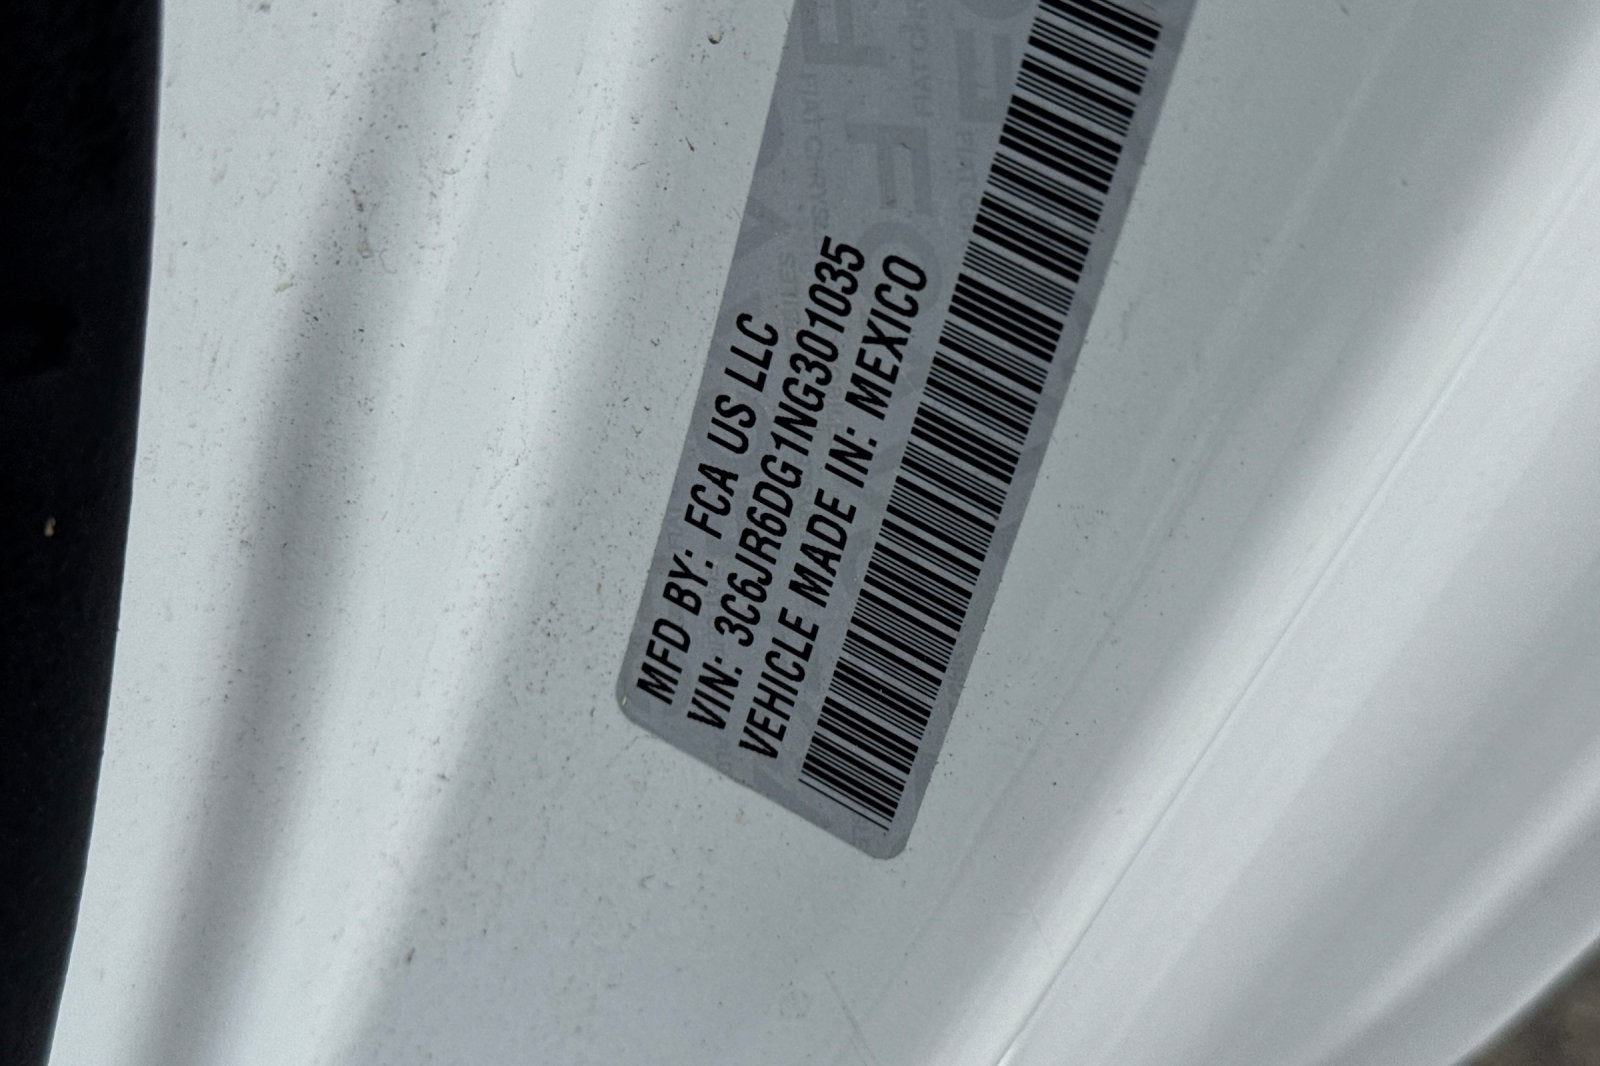 MFD BY: FCA US LLC
VIN: 3C6JR6DG1NG301035
VEHICLE MADE IN: MEXICO